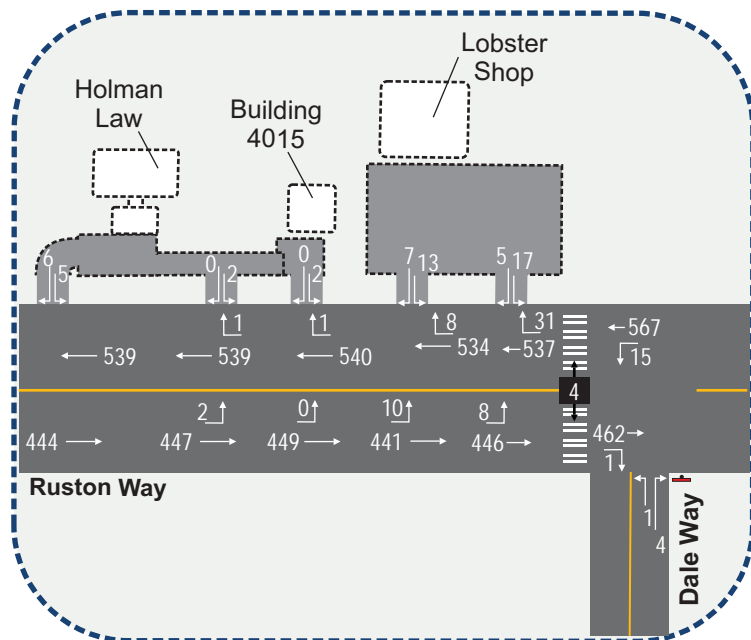 Lobster
Shop
Holman
Law
Building
4015
6 5 0 2 0 2 7 13 5 17
1 1 8 31 567
539 539 540 534 537 15
4
2 0 10 8
444 447 449 441 446 462
1
Ruston Way
1
4
Dale Way